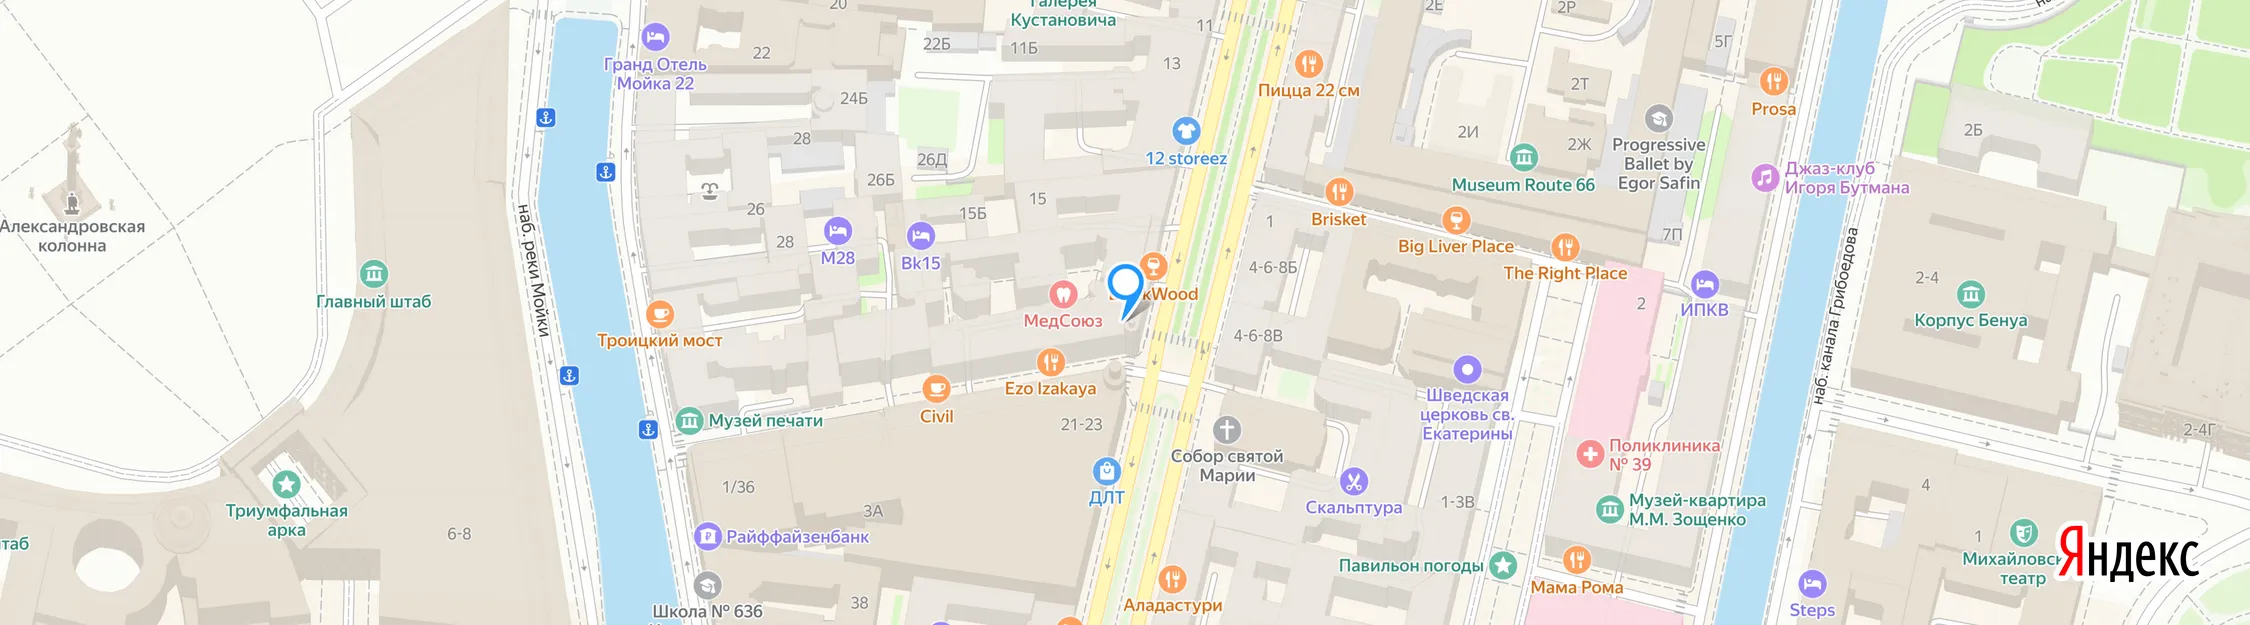 20
Галерея
Кустановича
11
2Е
2Р
22Б
11Б
22
13
5Г
Гранд Отель
Мойка 22
Пицца 22 см
2Т
Prosa
24Б
28
2И
2Ж
2Б
12 storeez
26Д
Progressive
Ballet by
Egor Safin
26Б
Museum Route 66
Джаз-клуб
Игоря Бутмана
15
15Б
26
28
Brisket
1
Big Liver Place
7П
The Right Place
Александровская
колонна
наб. реки Мойки
М28
Bk15
4-6-8Б
наб. канала Грибоедова
2-4
Главный штаб
МедСоюз
kWood
2
ИПКВ
Корпус Бенуа
Троицкий мост
4-6-8В
Ezo Izakaya
Civil
Музей печати
21-23
Шведская
церковь св.
Екатерины
2-4Г
Собор святой
Марии
Поликлиника
№ 39
1/36
ДЛТ
Скальптура
1-3В
Музей-квартира
М.М. Зощенко
4
Триумфальная
арка
3А
6-8
Райффайзенбанк
1
таб
Павильон погоды
Михайловс
театр
Яндекс
Мама Рома
Школа № 636
38
Аладастури
Steps